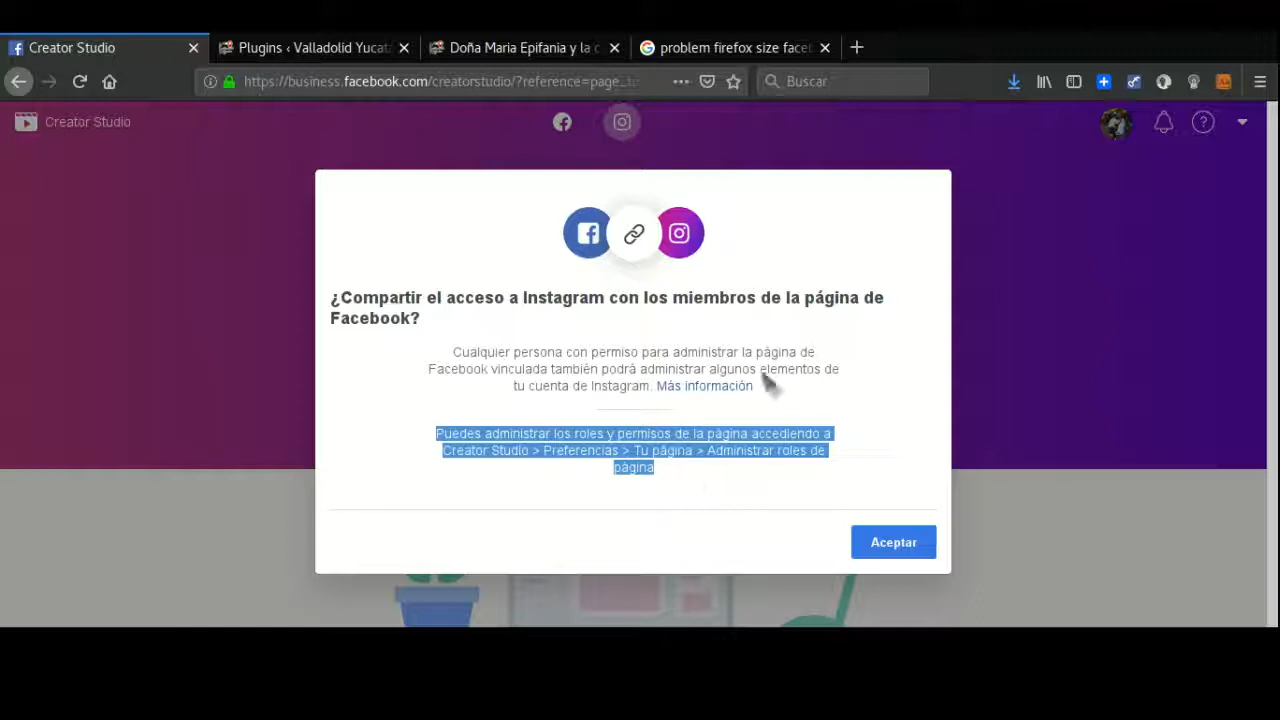 Creator Studio
Plugins ‹ Valladolid Yucat
Doña Maria Epifania y la c
problem firefox size face
https://business.facebook.com/creatorstudio/?reference=page_t
Buscar
Creator Studio
¿Compartir el acceso a Instagram con los miembros de la página de
Facebook?
Cualquier persona con permiso para administrar la página de
Facebook vinculada también podrá administrar algunos elementos de
tu cuenta de Instagram. Más información
Puedes administrar los roles y permisos de la página accediendo a
Creator Studio > Preferencias > Tu página > Administrar roles de
página
Aceptar